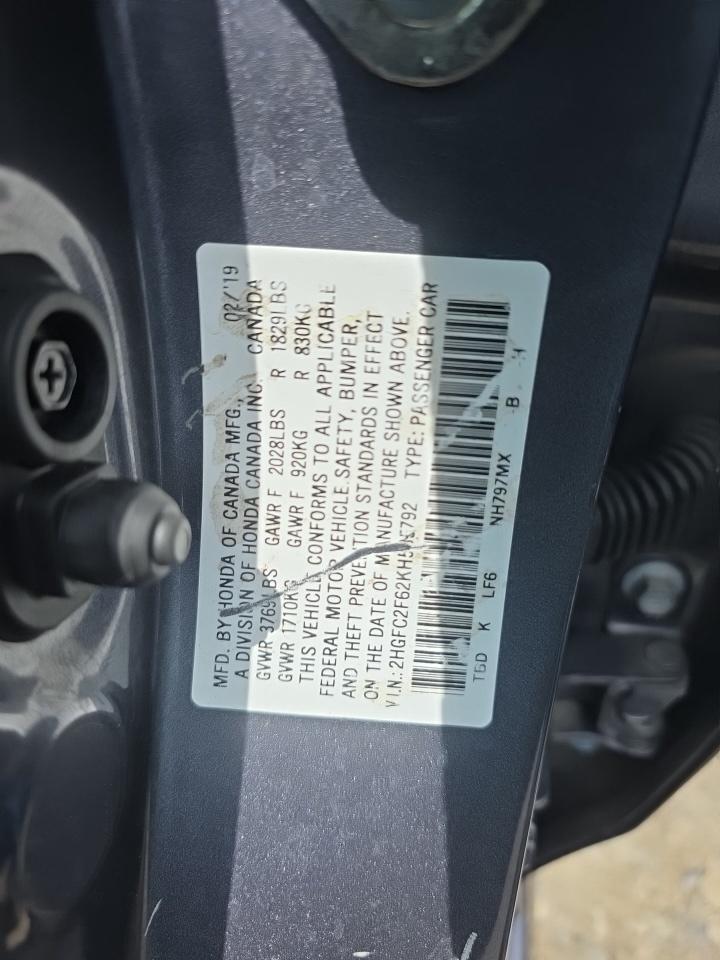 MFD. BY HONDA OF CANADA MFG., 02/'19
A DIVISION OF HONDA CANADA INC. CANADA
GVWR 3769LBS GAWR F 2028LBS R 1829LBS
GVWR 1710KG GAWR F 920KG R 830KG
THIS VEHICLE CONFORMS TO ALL APPLICABLE
FEDERAL MOTOR VEHICLE SAFETY, BUMPER,
AND THEFT PREVENTION STANDARDS IN EFFECT
ON THE DATE OF MANUFACTURE SHOWN ABOVE.
V.I.N.: TYPE: PASSENGER CAR
TBD K LF6 NH797MX B H